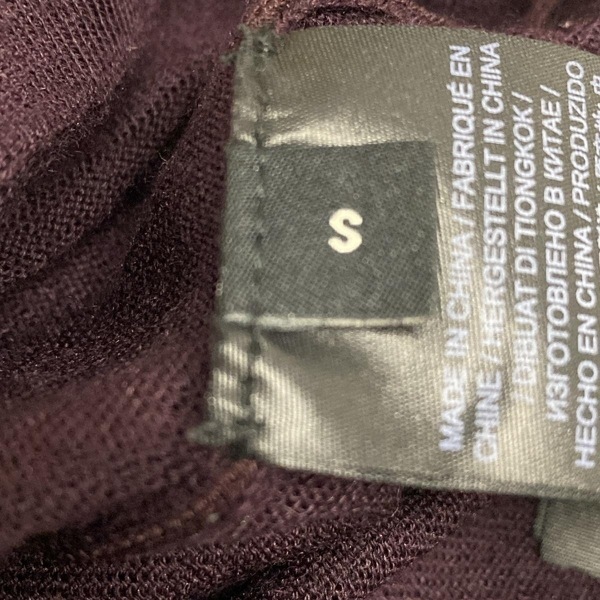 S
MADE IN CHINA / FABRIQUÉ EN
CHINE / HERGESTELLT IN CHINA
/ DIBUAT DI TIONGKOK /
ИЗГОТОВЛЕНО В КИТАЕ /
HECHO EN CHINA / PRODUZIDO